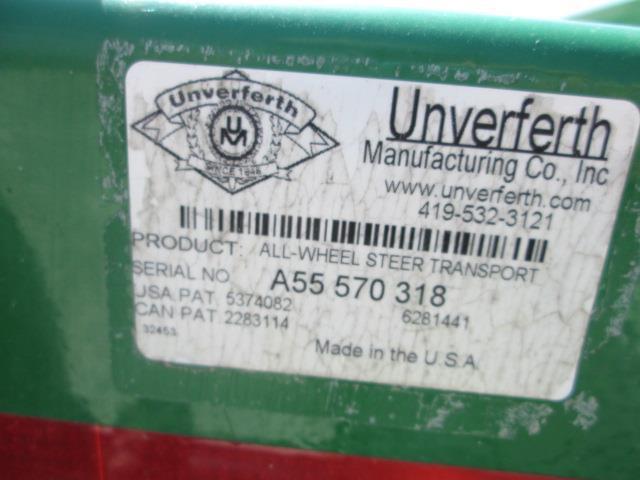 Unverferth
UM
SINCE 1948
Unverferth
Manufacturing Co., Inc
www.unverferth.com
419-532-3121
PRODUCT: ALL-WHEEL STEER TRANSPORT
SERIAL NO A55 570 318
USA PAT. 5374082 6281441
CAN PAT. 2283114
32453
Made in the U.S.A